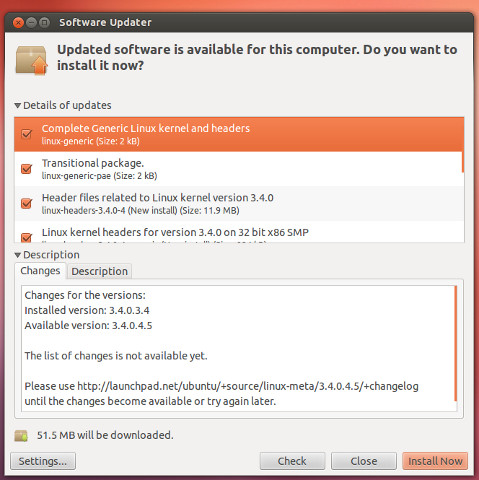 Software Updater
Updated software is available for this computer. Do you want to
install it now?
Details of updates
Complete Generic Linux kernel and headers
linux-generic (Size: 2 kB)
Transitional package.
linux-generic-pae (Size: 2 kB)
Header files related to Linux kernel version 3.4.0
linux-headers-3.4.0-4 (New install) (Size: 11.9 MB)
Linux kernel headers for version 3.4.0 on 32 bit x86 SMP
Description
Changes Description
Changes for the versions:
Installed version: 3.4.0.3.4
Available version: 3.4.0.4.5
The list of changes is not available yet.
Please use http://launchpad.net/ubuntu/+source/linux-meta/3.4.0.4.5/+changelog
until the changes become available or try again later.
51.5 MB will be downloaded.
Settings... Check Close Install Now